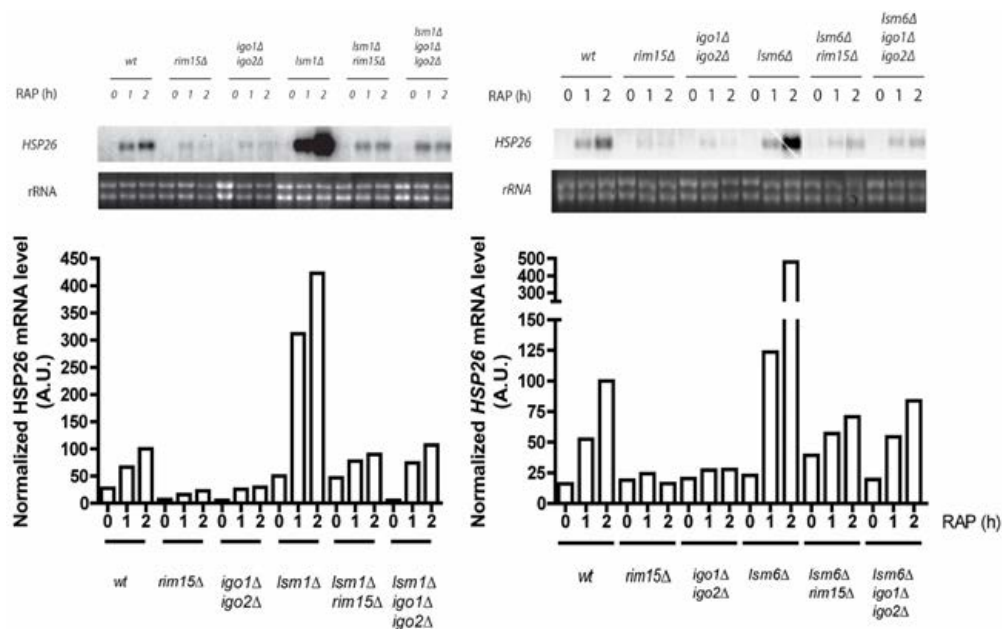 lsm1Δ
igo1Δ lsm1Δ igo1Δ
wt rim15Δ igo2Δ lsm1Δ rim15Δ igo2Δ
RAP (h) 0 1 2 0 1 2 0 1 2 0 1 2 0 1 2 0 1 2
HSP26
rRNA
Normalized HSP26 mRNA level
(A.U.)
450
400
350
300
250
200
150
100
50
0
0 1 2 0 1 2 0 1 2 0 1 2 0 1 2 0 1 2
wt rim15Δ igo1Δ lsm1Δ lsm1Δ lsm1Δ
igo2Δ rim15Δ igo1Δ
igo2Δ
lsm6Δ
igo1Δ lsm6Δ igo1Δ
wt rim15Δ igo2Δ lsm6Δ rim15Δ igo2Δ
RAP (h) 0 1 2 0 1 2 0 1 2 0 1 2 0 1 2 0 1 2
HSP26
rRNA
Normalized HSP26 mRNA level
(A.U.)
500
400
300
150
125
100
75
50
25
0
0 1 2 0 1 2 0 1 2 0 1 2 0 1 2 0 1 2 RAP (h)
wt rim15Δ igo1Δ lsm6Δ lsm6Δ lsm6Δ
igo2Δ rim15Δ igo1Δ
igo2Δ